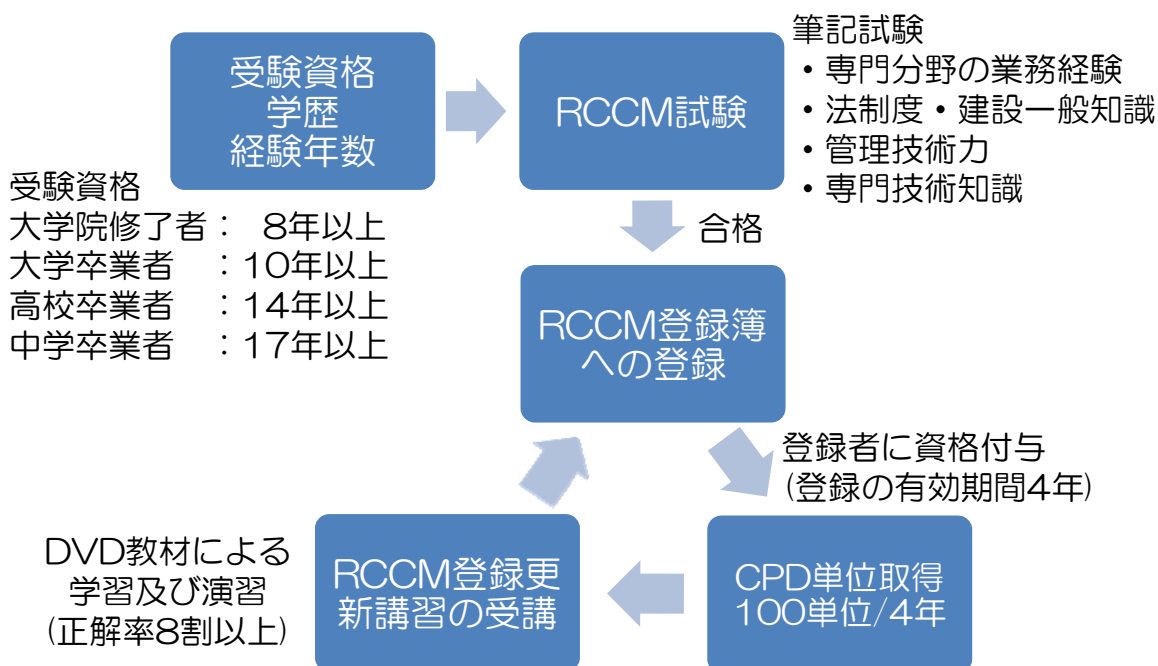 受験資格
学歴
経験年数
RCCM試験
筆記試験
・専門分野の業務経験
・法制度・建設一般知識
・管理技術力
・専門技術知識
受験資格
大学院修了者： 8年以上
大学卒業者 ：10年以上
高校卒業者 ：14年以上
中学卒業者 ：17年以上
合格
RCCM登録簿
への登録
登録者に資格付与
(登録の有効期間4年)
CPD単位取得
100単位/4年
RCCM登録更
新講習の受講
DVD教材による
学習及び演習
(正解率8割以上)